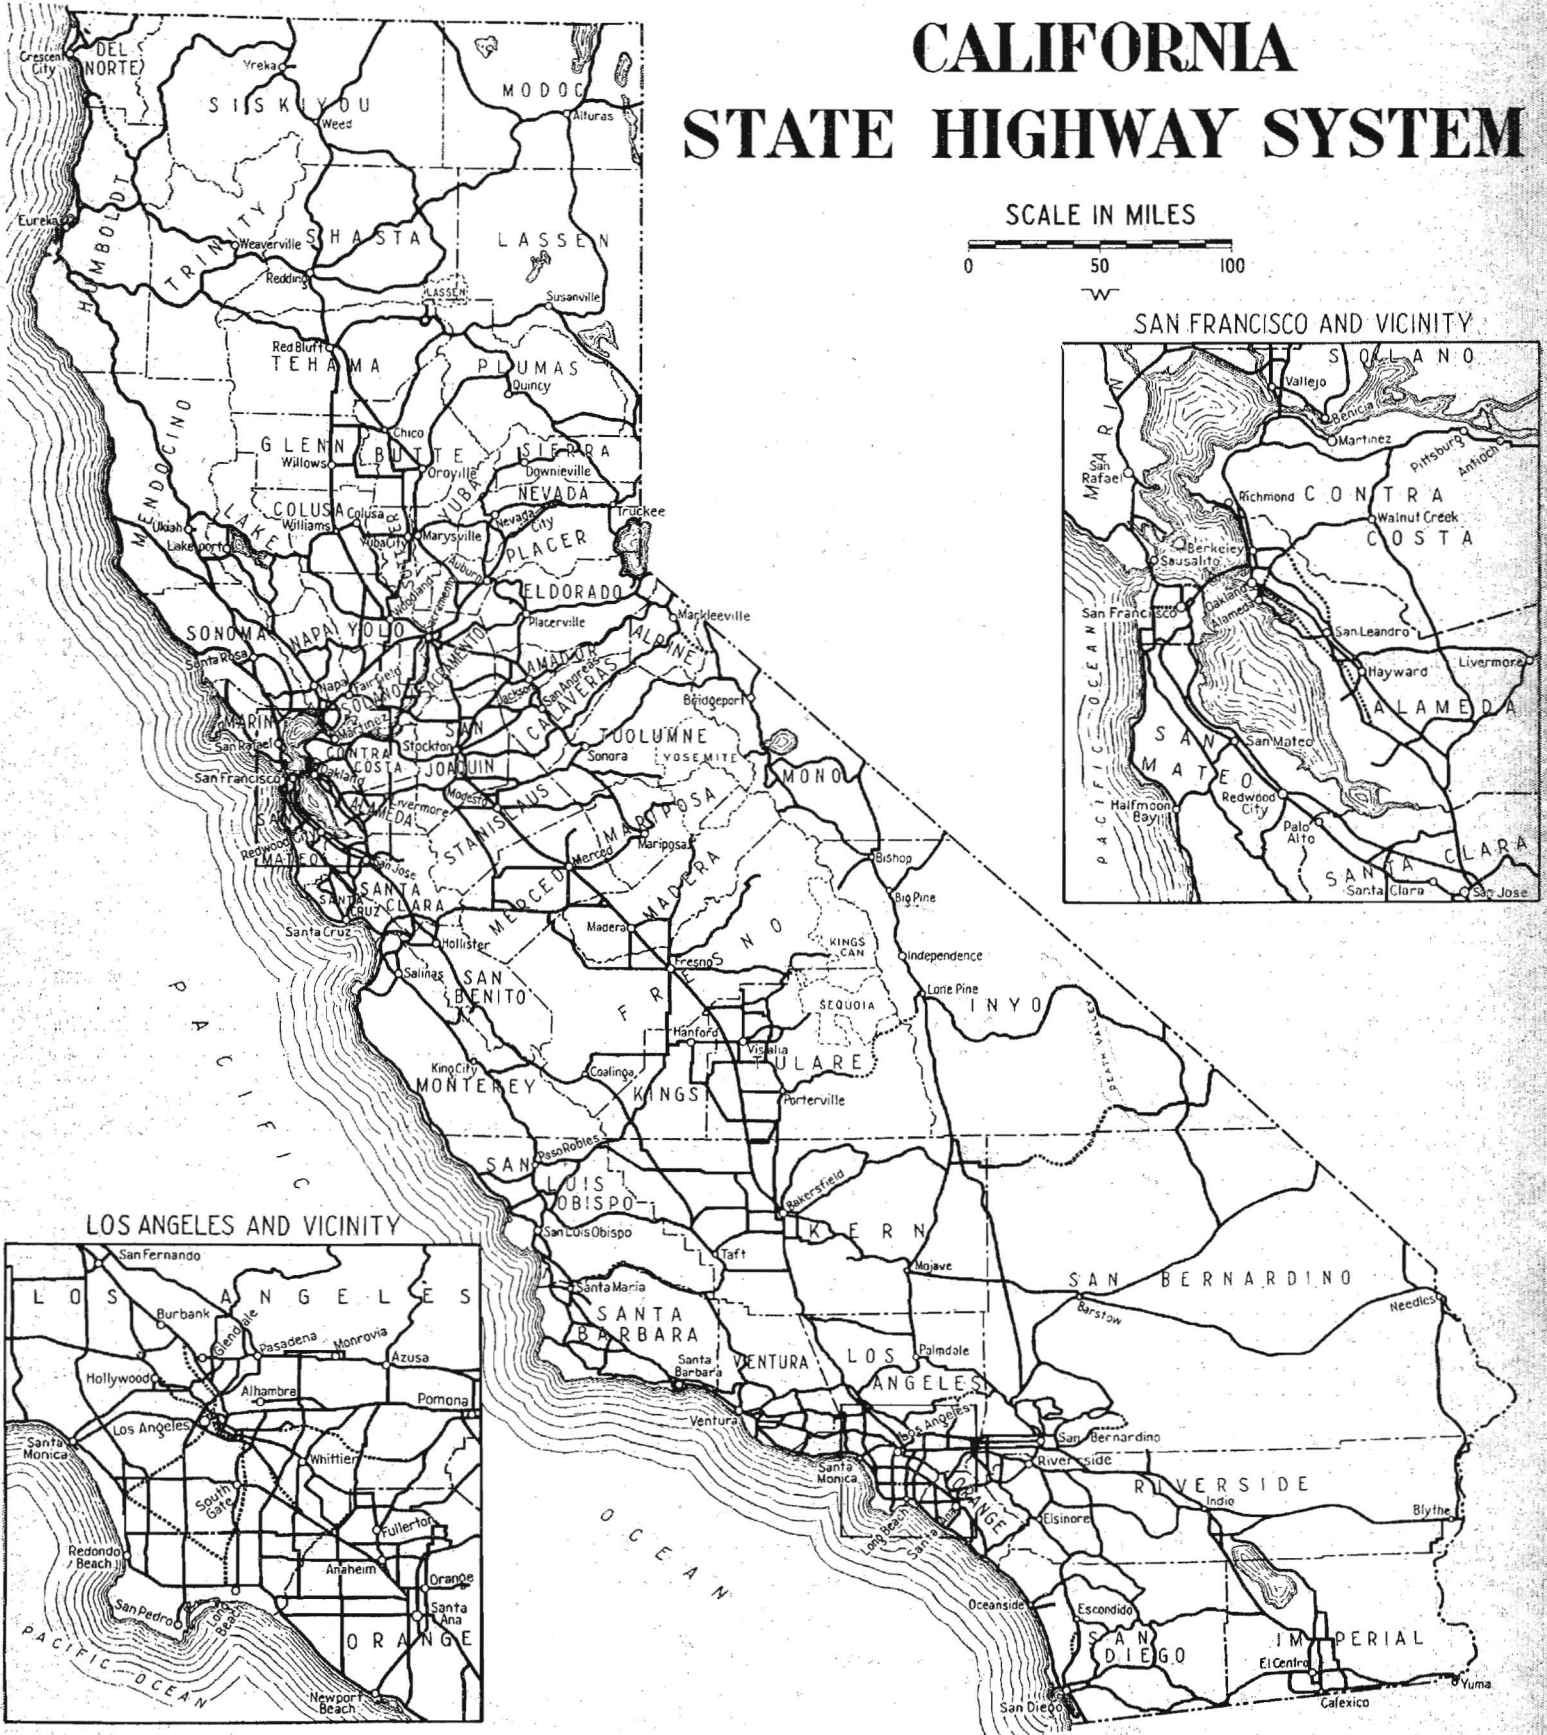 CALIFORNIA
STATE HIGHWAY SYSTEM
SCALE IN MILES
0 50 100
W
Crescent City
DEL NORTE
Yreka
SISKIYOU
Weed
MODOC
Alturas
Eureka
HUMBOLDT
TRINITY
Weaverville
SHASTA
Redding
LASSEN
LASSEN
Susanville
Red Bluff
TEHAMA
PLUMAS
Quincy
MENDOCINO
GLENN
Willows
Chico
BUTTE
Oroville
SIERRA
Downieville
YUBA
NEVADA
Nevada City
Truckee
COLUSA
Williams
Colusa
LAKE
Ukiah
Lakeport
Yuba City
SUTTER
Marysville
PLACER
Auburn
ELDORADO
Placerville
Woodland
Sacramento
SONOMA
Santa Rosa
NAPA
YOLO
SACRAMENTO
AMADOR
Markleeville
ALPINE
Napa
Fairfield
SOLANO
Jackson
San Andreas
CALAVERAS
Bridgeport
MARIN
Martinez
San Rafael
CONTRA COSTA
SAN JOAQUIN
Stockton
TUOLUMNE
Sonora
YOSEMITE
MONO
San Francisco
Oakland
ALAMEDA
Livermore
Modesto
STANISLAUS
MARIPOSA
Mariposa
Redwood City
SAN MATEO
San Jose
SANTA CLARA
SANTA CRUZ
Santa Cruz
MERCED
Merced
MADERA
Madera
Bishop
Big Pine
Hollister
Salinas
SAN BENITO
FRESNO
Fresno
KINGS CAN
SEQUOIA
Independence
Lone Pine
INYO
DEATH VALLEY
Hanford
Visalia
TULARE
King City
MONTEREY
Coalinga
KINGS
Porterville
PACIFIC
OCEAN
Paso Robles
SAN LUIS OBISPO
San Luis Obispo
Bakersfield
KERN
Taft
Mojave
Santa Maria
SANTA BARBARA
Santa Barbara
VENTURA
Ventura
LOS ANGELES
Palmdale
Los Angeles
Santa Monica
Long Beach
Santa Ana
ORANGE
SAN BERNARDINO
Barstow
Needles
San Bernardino
Riverside
RIVERSIDE
Elsinore
Indio
Blythe
Oceanside
Escondido
SAN DIEGO
San Diego
IMPERIAL
El Centro
Calexico
Yuma
SAN FRANCISCO AND VICINITY
SOLANO
Vallejo
Benicia
Martinez
Pittsburg
Antioch
MARIN
San Rafael
Richmond
CONTRA COSTA
Walnut Creek
Berkeley
Sausalito
Oakland
Alameda
San Francisco
San Leandro
Hayward
Livermore
ALAMEDA
PACIFIC OCEAN
SAN MATEO
San Mateo
Halfmoon Bay
Redwood City
Palo Alto
SANTA CLARA
Santa Clara
San Jose
LOS ANGELES AND VICINITY
San Fernando
LOS ANGELES
Burbank
Glendale
Pasadena
Monrovia
Azusa
Hollywood
Alhambra
Pomona
Los Angeles
Santa Monica
Whittier
South Gate
Fullerton
Redondo Beach
Anaheim
Orange
San Pedro
Long Beach
Santa Ana
ORANGE
PACIFIC OCEAN
Newport Beach